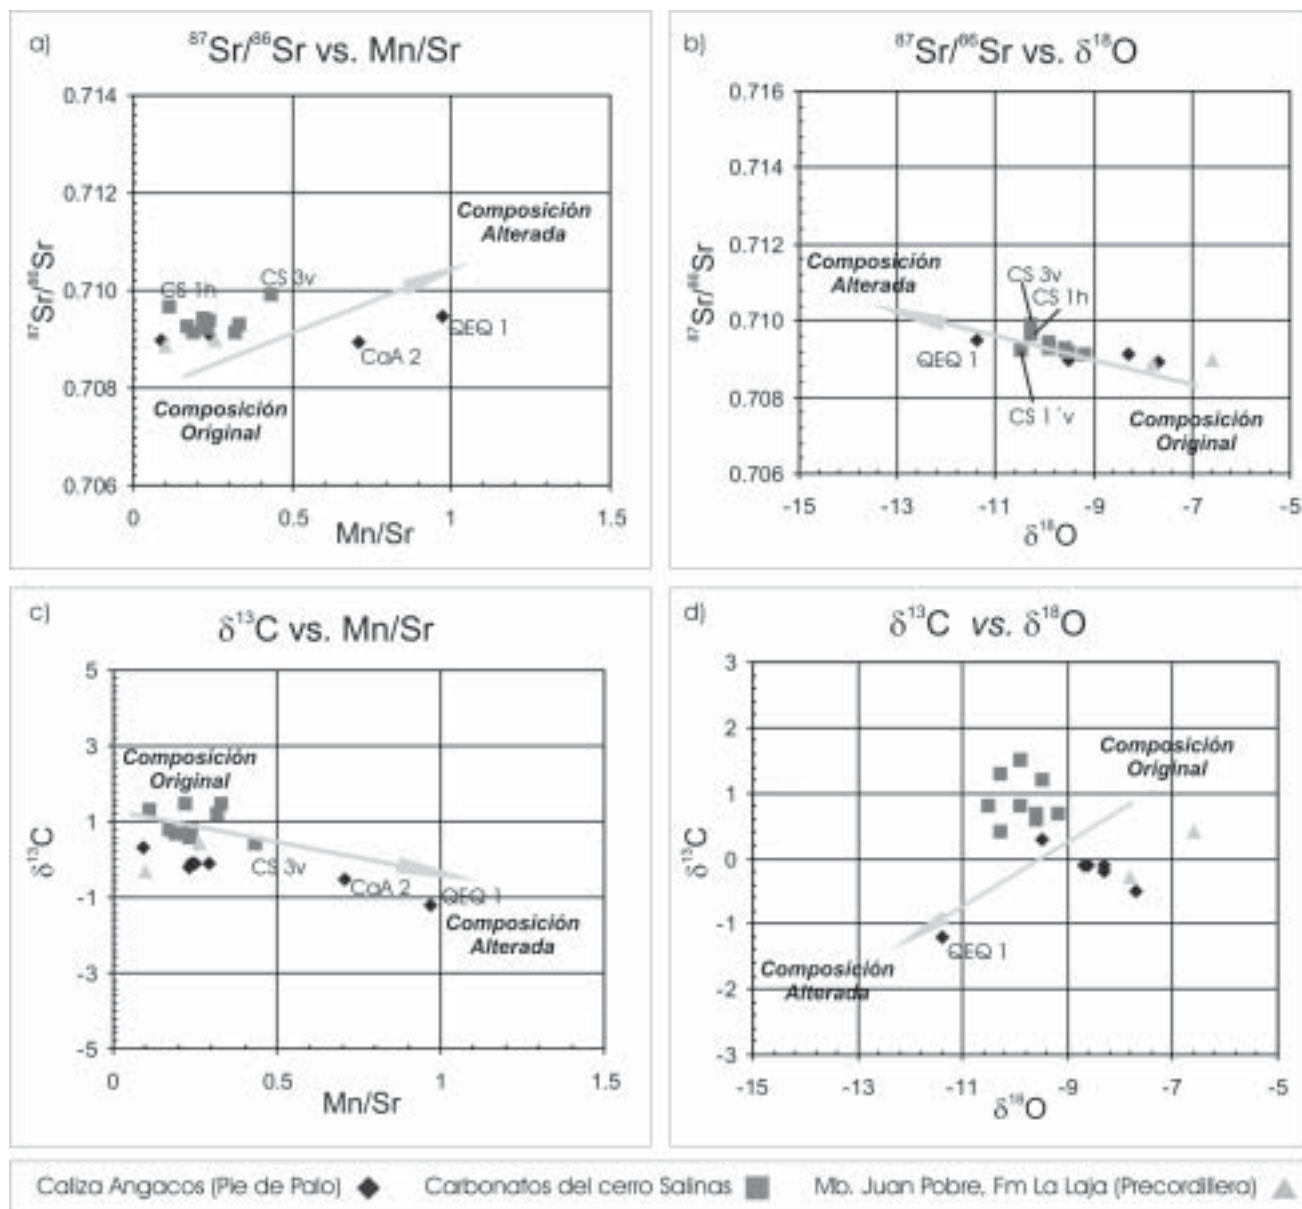 a)
⁸⁷Sr/⁸⁶Sr vs. Mn/Sr
0.714
0.712
0.710
0.708
0.706
⁸⁷Sr/⁸⁶Sr
Composición
Alterada
CS 1h
CS 3v
QEQ 1
CaA 2
Composición
Original
0
0.5
1
1.5
Mn/Sr
b)
⁸⁷Sr/⁸⁶Sr vs. δ¹⁸O
0.716
0.714
0.712
0.710
0.708
0.706
⁸⁷Sr/⁸⁶Sr
Composición
Alterada
CS 3v
CS 1h
QEQ 1
CS 1´v
Composición
Original
-15
-13
-11
-9
-7
-5
δ¹⁸O
c)
δ¹³C vs. Mn/Sr
5
3
1
-1
-3
-5
δ¹³C
Composición
Original
CS 3v
CaA 2
QEQ 1
Composición
Alterada
0
0.5
1
1.5
Mn/Sr
d)
δ¹³C vs. δ¹⁸O
3
2
1
0
-1
-2
-3
δ¹³C
Composición
Original
QEQ 1
Composición
Alterada
-15
-13
-11
-9
-7
-5
δ¹⁸O
Caliza Angacos (Pie de Palo)
Carbonatos del cerro Salinas
Mb. Juan Pobre, Fm La Laja (Precordillera)